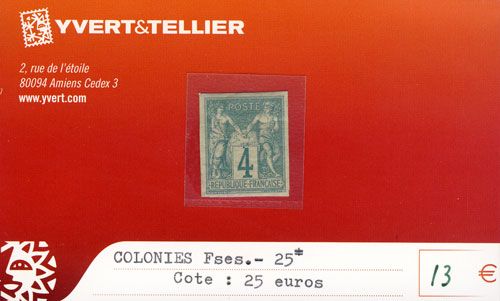 YVERT&TELLIER
2, rue de l'étoile
80094 Amiens Cedex 3
www.yvert.com
POSTE
4
REPUBLIQUE·FRANCAISE
COLONIES Fses.- 25*
Cote : 25 euros
13 €